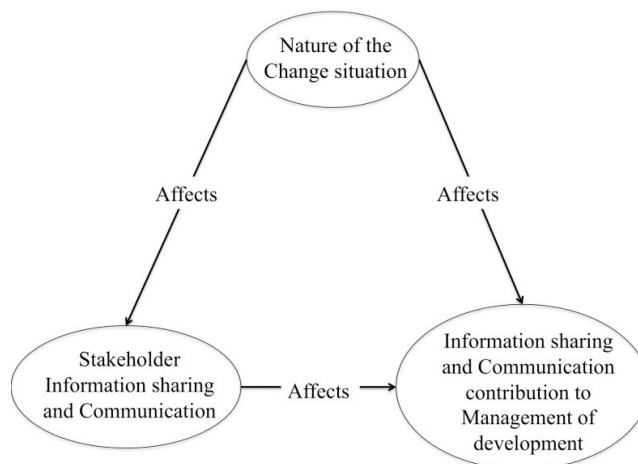 Nature of the
Change situation
Affects
Affects
Stakeholder
Information sharing
and Communication
Affects
Information sharing
and Communication
contribution to
Management of
development